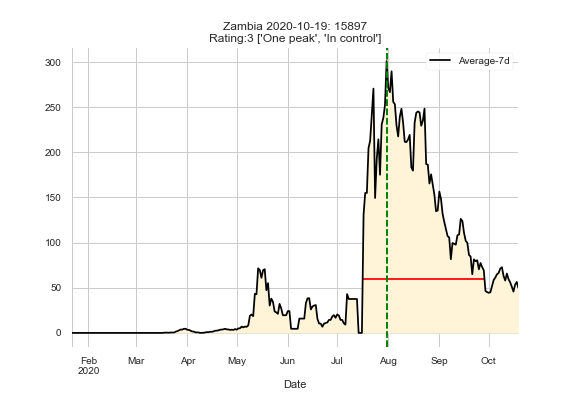 Zambia 2020-10-19: 15897
Rating:3 ['One peak', 'In control']
Average-7d
300
250
200
150
100
50
0
Feb Mar Apr May Jun Jul Aug Sep Oct
2020
Date